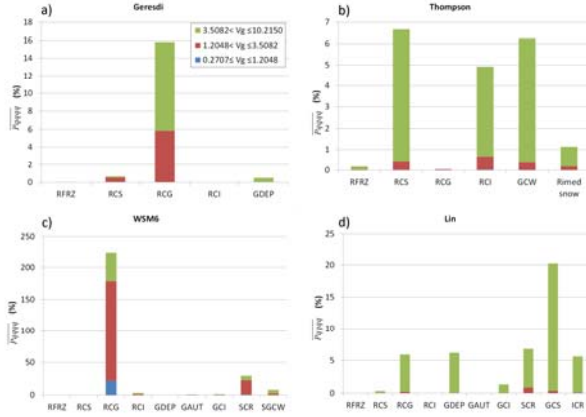 a)
Geresdi
18
16
14
12
10
8
6
4
2
0
(%)
3.5082< Vg ≤10.2150
1.2048< Vg ≤3.5082
0.2707≤ Vg ≤1.2048
RFRZ RCS RCG RCI GDEP
b)
Thompson
7
6
5
4
3
2
1
0
(%)
RFRZ RCS RCG RCI GCW Rimed
snow
c)
WSM6
250
200
150
100
50
0
(%)
RFRZ RCS RCG RCI GDEP GAUT GCI SCR SGCW
d)
Lin
25
20
15
10
5
0
(%)
RFRZ RCS RCG RCI GDEP GAUT GCI SCR GCS ICR